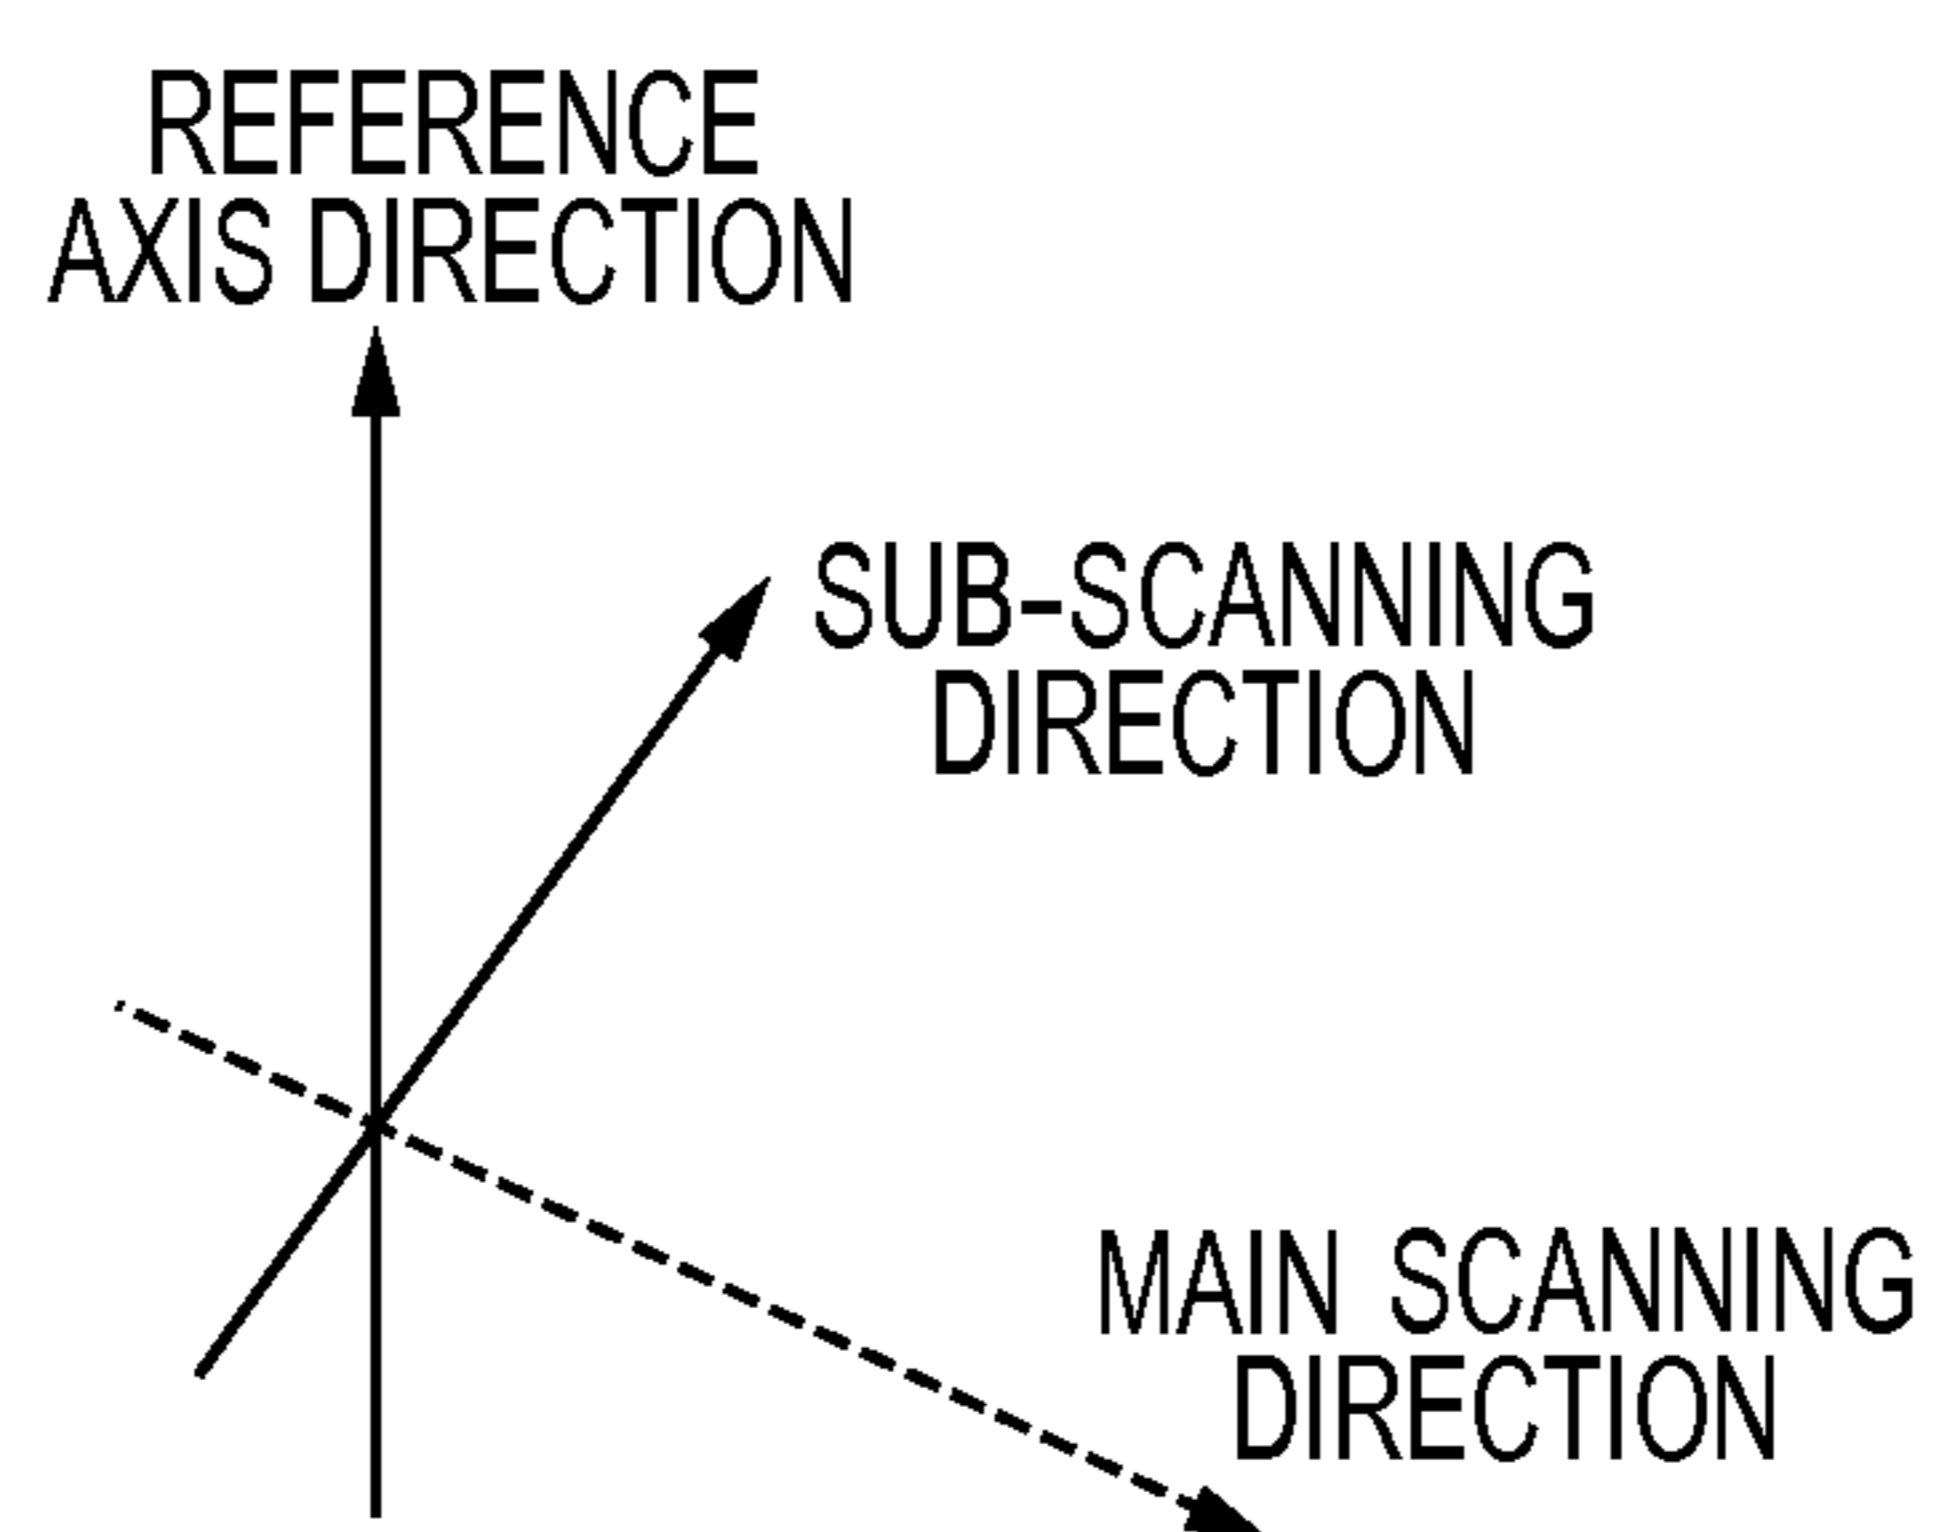 REFERENCE
AXIS DIRECTION
SUB-SCANNING
DIRECTION
MAIN SCANNING
DIRECTION